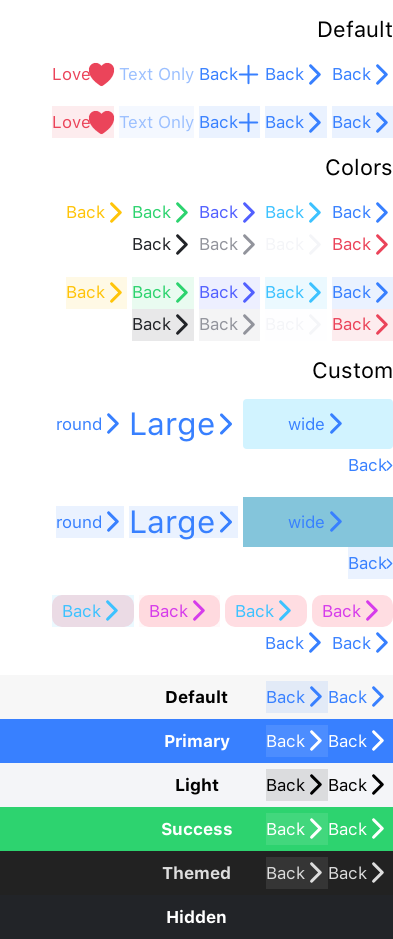 Default
Love Text Only Back Back Back
Love Text Only Back Back Back
Colors
Back Back Back Back Back
Back Back Back Back
Back Back Back Back Back
Back Back Back Back
Custom
round Large wide
Back
round Large wide
Back
Back Back Back Back
Back Back
Default Back Back
Primary Back Back
Light Back Back
Success Back Back
Themed Back Back
Hidden